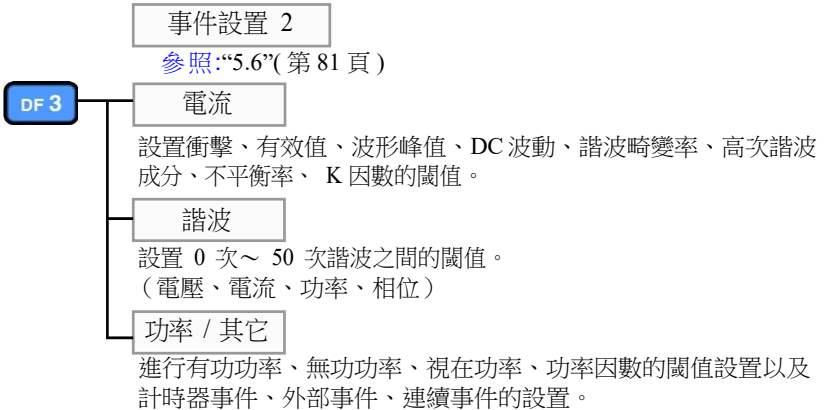 事件設置 2
參照:“5.6”( 第 81 頁 )
DF 3
電流
設置衝擊、有效值、波形峰值、DC 波動、諧波畸變率、高次諧波
成分、不平衡率、 K 因數的閾值。
諧波
設置 0 次～ 50 次諧波之間的閾值。
（電壓、電流、功率、相位）
功率 / 其它
進行有功功率、無功功率、視在功率、功率因數的閾值設置以及
計時器事件、外部事件、連續事件的設置。